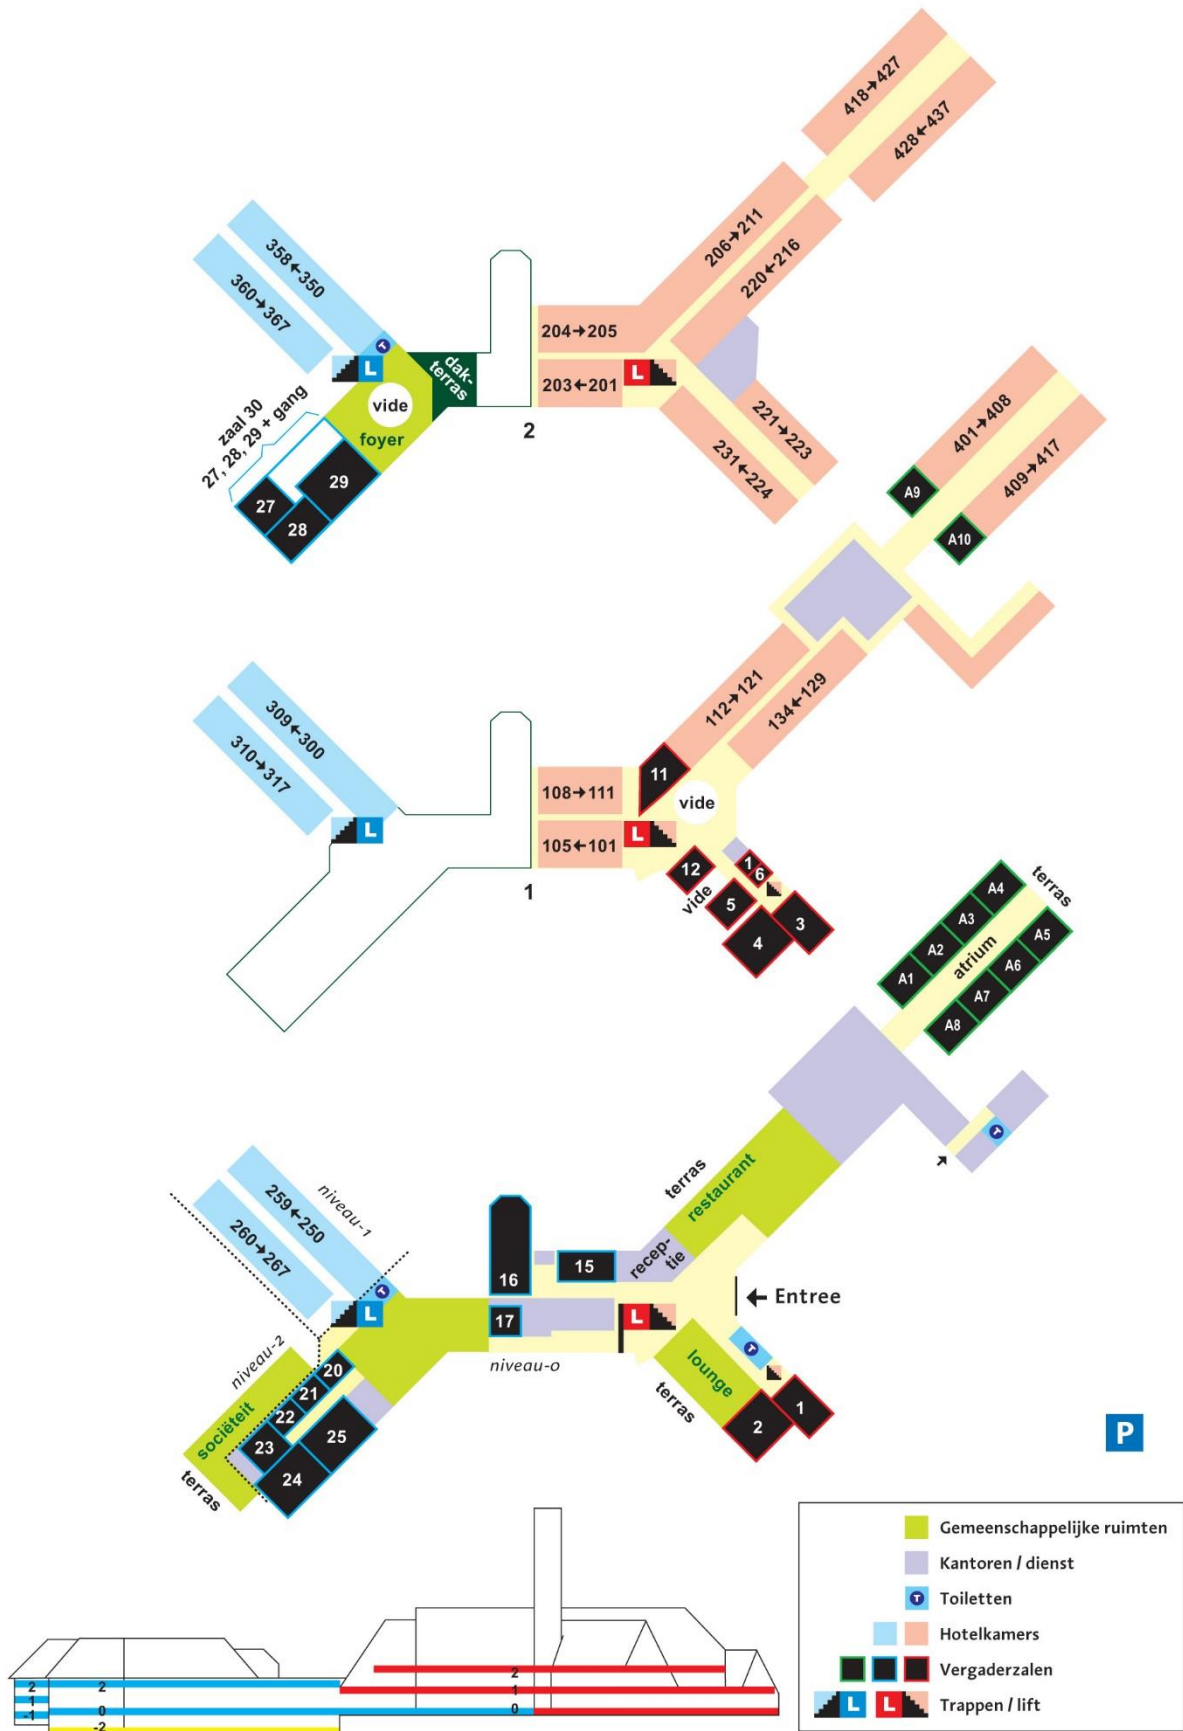 418→427
428←437
206→211
220←216
358←350
360→367
204→205
203←201
L
T
L
dak-
terras
vide
foyer
zaal 30
27, 28, 29 + gang
2
221→223
231←224
29
27
28
401→408
409→417
A9
A10
112→121
134←129
309←300
310→317
108→111
105←101
11
vide
L
L
1
12
1
6
vide
5
3
4
terras
A4
A3
A2
A1
atrium
A5
A6
A7
A8
T
terras
restaurant
259←250
niveau-1
260→267
recep-
tie
16
15
17
T
L
L
← Entree
niveau-0
T
lounge
terras
1
2
niveau-2
20
21
22
23
25
24
sociëteit
terras
P
Gemeenschappelijke ruimten
Kantoren / dienst
T Toiletten
Hotelkamers
Vergaderzalen
L L Trappen / lift
2 2 2
1 1
-1 0 0
-2